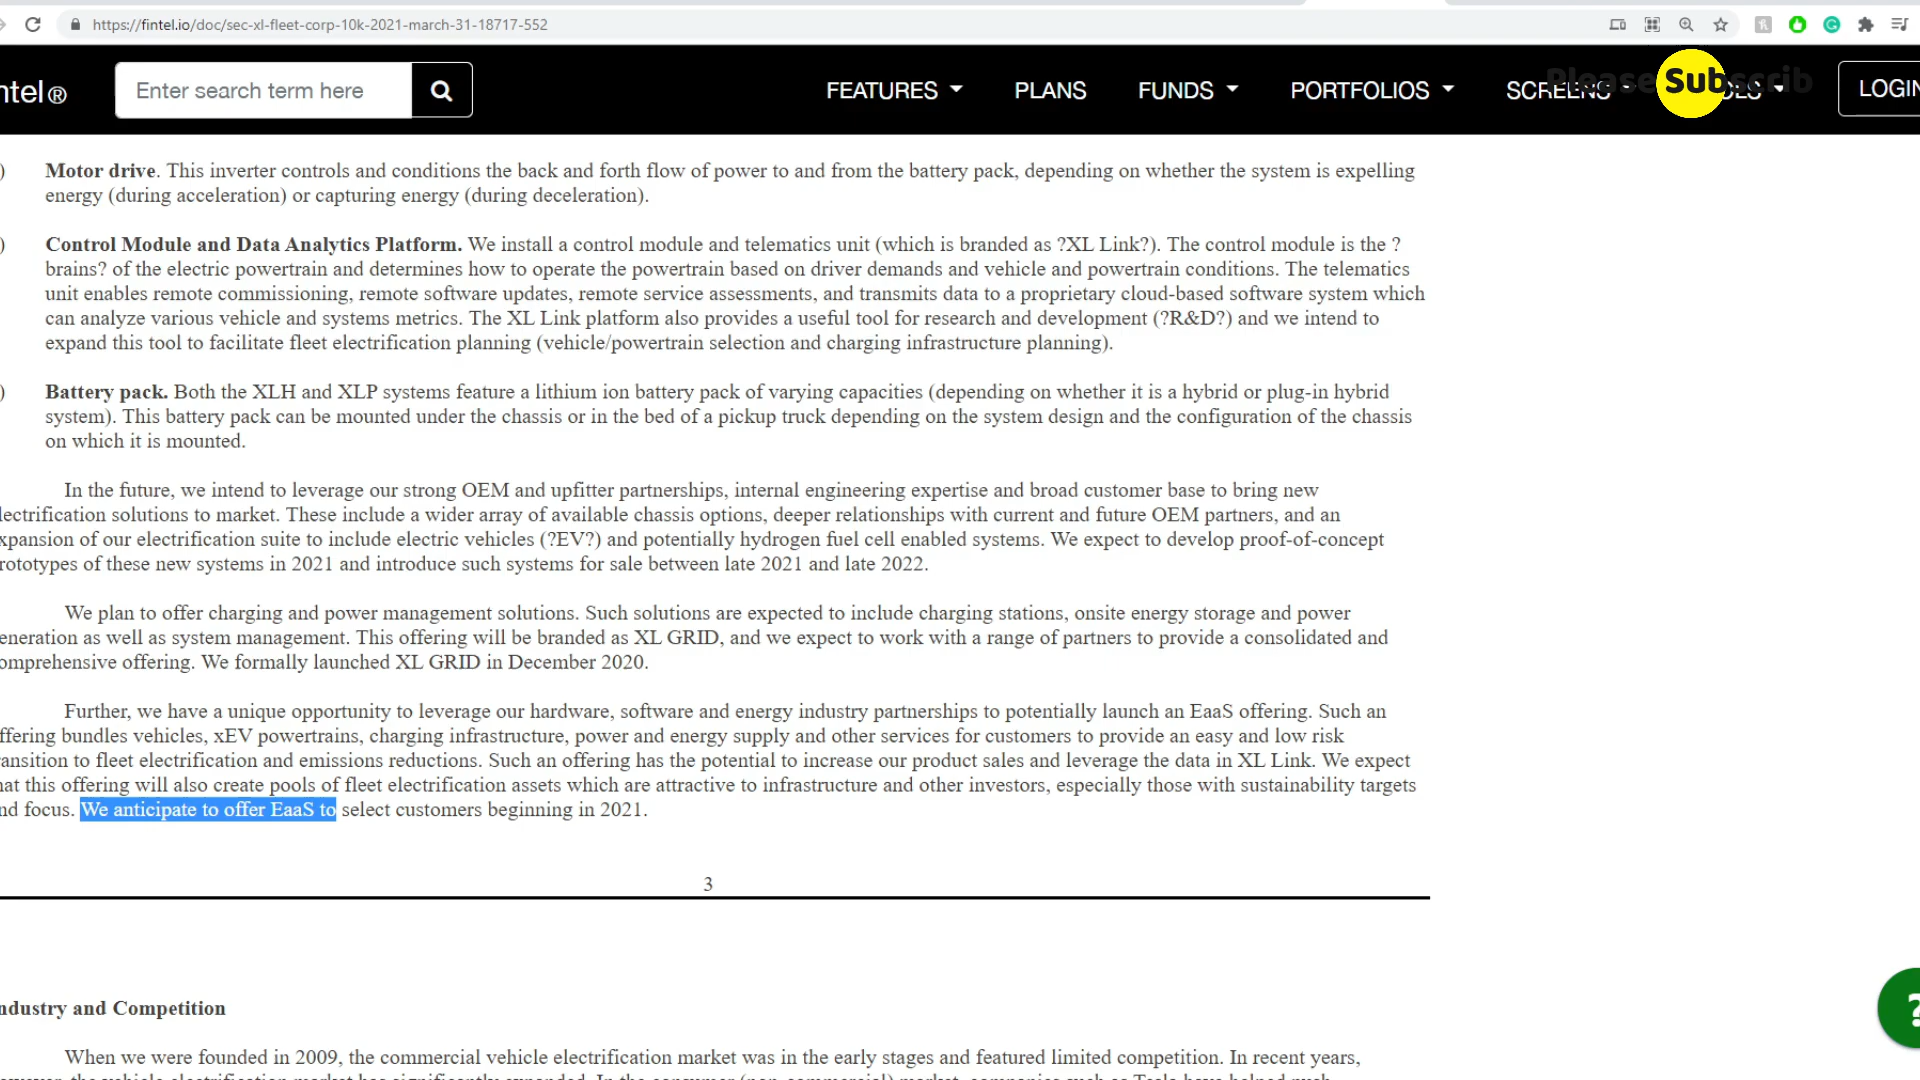 https://fintel.io/doc/sec-xl-fleet-corp-10k-2021-march-31-18717-552
ntel®
Enter search term here
FEATURES
PLANS
FUNDS
PORTFOLIOS
SCREENS
Please Subscrib
LOGIN
) Motor drive. This inverter controls and conditions the back and forth flow of power to and from the battery pack, depending on whether the system is expelling
energy (during acceleration) or capturing energy (during deceleration).
) Control Module and Data Analytics Platform. We install a control module and telematics unit (which is branded as ?XL Link?). The control module is the ?
brains? of the electric powertrain and determines how to operate the powertrain based on driver demands and vehicle and powertrain conditions. The telematics
unit enables remote commissioning, remote software updates, remote service assessments, and transmits data to a proprietary cloud-based software system which
can analyze various vehicle and systems metrics. The XL Link platform also provides a useful tool for research and development (?R&D?) and we intend to
expand this tool to facilitate fleet electrification planning (vehicle/powertrain selection and charging infrastructure planning).
) Battery pack. Both the XLH and XLP systems feature a lithium ion battery pack of varying capacities (depending on whether it is a hybrid or plug-in hybrid
system). This battery pack can be mounted under the chassis or in the bed of a pickup truck depending on the system design and the configuration of the chassis
on which it is mounted.
In the future, we intend to leverage our strong OEM and upfitter partnerships, internal engineering expertise and broad customer base to bring new
lectrification solutions to market. These include a wider array of available chassis options, deeper relationships with current and future OEM partners, and an
xpansion of our electrification suite to include electric vehicles (?EV?) and potentially hydrogen fuel cell enabled systems. We expect to develop proof-of-concept
rototypes of these new systems in 2021 and introduce such systems for sale between late 2021 and late 2022.
We plan to offer charging and power management solutions. Such solutions are expected to include charging stations, onsite energy storage and power
eneration as well as system management. This offering will be branded as XL GRID, and we expect to work with a range of partners to provide a consolidated and
omprehensive offering. We formally launched XL GRID in December 2020.
Further, we have a unique opportunity to leverage our hardware, software and energy industry partnerships to potentially launch an EaaS offering. Such an
ffering bundles vehicles, xEV powertrains, charging infrastructure, power and energy supply and other services for customers to provide an easy and low risk
ansition to fleet electrification and emissions reductions. Such an offering has the potential to increase our product sales and leverage the data in XL Link. We expect
hat this offering will also create pools of fleet electrification assets which are attractive to infrastructure and other investors, especially those with sustainability targets
nd focus. We anticipate to offer EaaS to select customers beginning in 2021.
3
ndustry and Competition
When we were founded in 2009, the commercial vehicle electrification market was in the early stages and featured limited competition. In recent years,